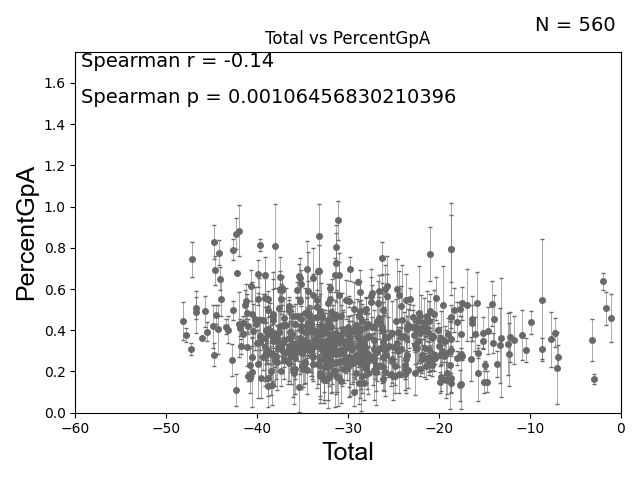 N = 560
Total vs PercentGpA
Spearman r = -0.14
Spearman p = 0.00106456830210396
PercentGpA
1.6
1.4
1.2
1.0
0.8
0.6
0.4
0.2
0.0
−60 −50 −40 −30 −20 −10 0
Total